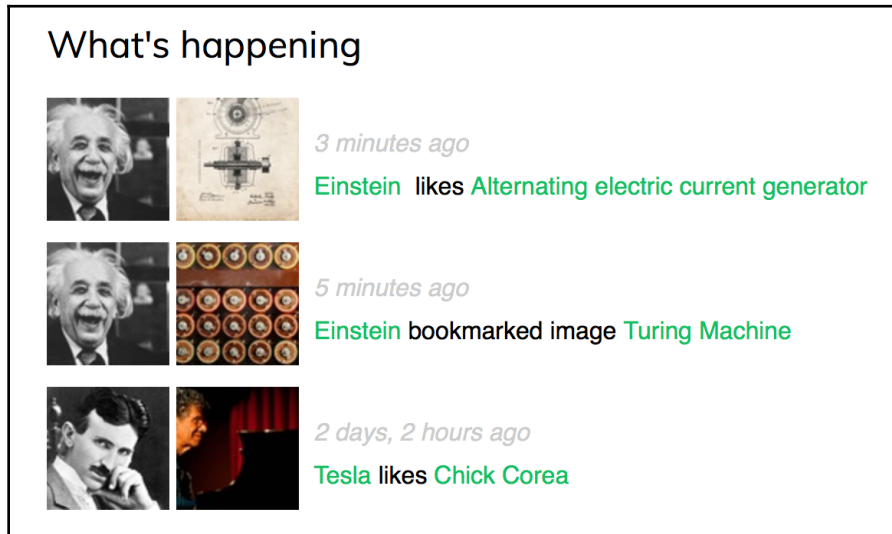 What's happening
3 minutes ago
Einstein likes Alternating electric current generator
5 minutes ago
Einstein bookmarked image Turing Machine
2 days, 2 hours ago
Tesla likes Chick Corea